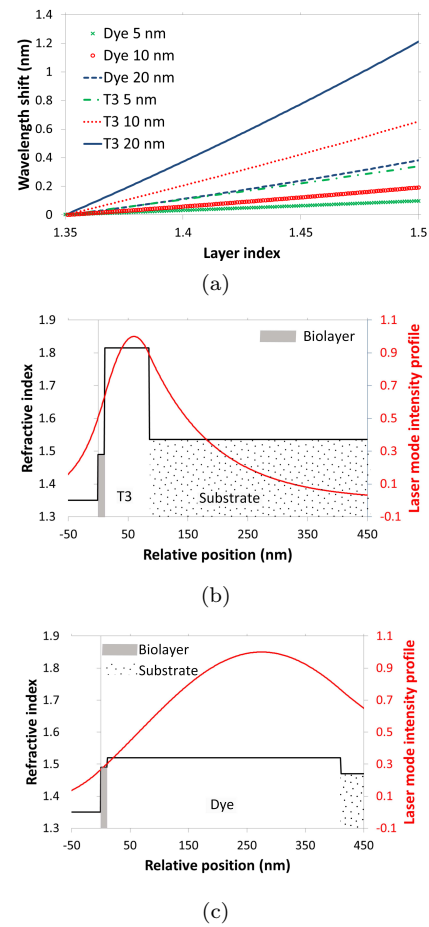 1.4
1.2
1
0.8
0.6
0.4
0.2
0
Wavelength shift (nm)
Dye 5 nm
Dye 10 nm
Dye 20 nm
T3 5 nm
T3 10 nm
T3 20 nm
1.35 1.4 1.45 1.5
Layer index
(a)
1.9
1.8
1.7
1.6
1.5
1.4
1.3
Refractive index
Biolayer
T3
Substrate
1.1
0.9
0.7
0.5
0.3
0.1
-0.1
Laser mode intensity profile
-50 50 150 250 350 450
Relative position (nm)
(b)
1.9
1.8
1.7
1.6
1.5
1.4
1.3
Refractive index
Biolayer
Substrate
Dye
1.1
0.9
0.7
0.5
0.3
0.1
-0.1
Laser mode intensity profile
-50 50 150 250 350 450
Relative position (nm)
(c)